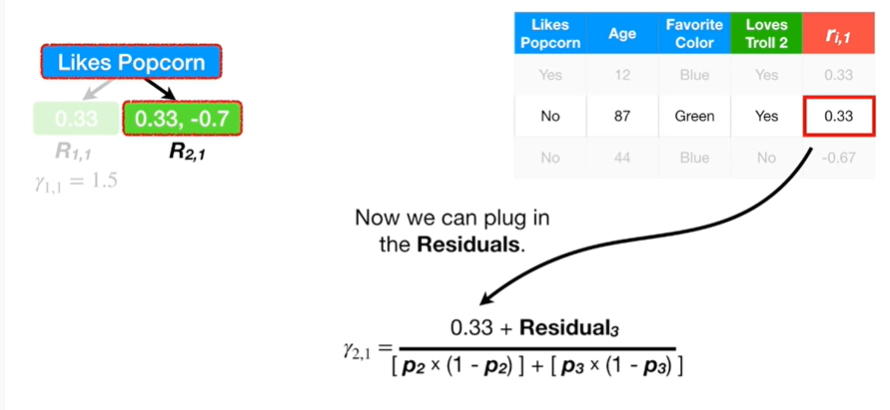 Likes Popcorn
0.33
0.33, -0.7
R1,1
R2,1
γ1,1 = 1.5
Likes Popcorn Age Favorite Color Loves Troll 2 ri,1
Yes 12 Blue Yes 0.33
No 87 Green Yes 0.33
No 44 Blue No -0.67
Now we can plug in
the Residuals.
0.33 + Residual3
γ2,1 =
[ p2 × (1 - p2) ] + [ p3 × (1 - p3) ]